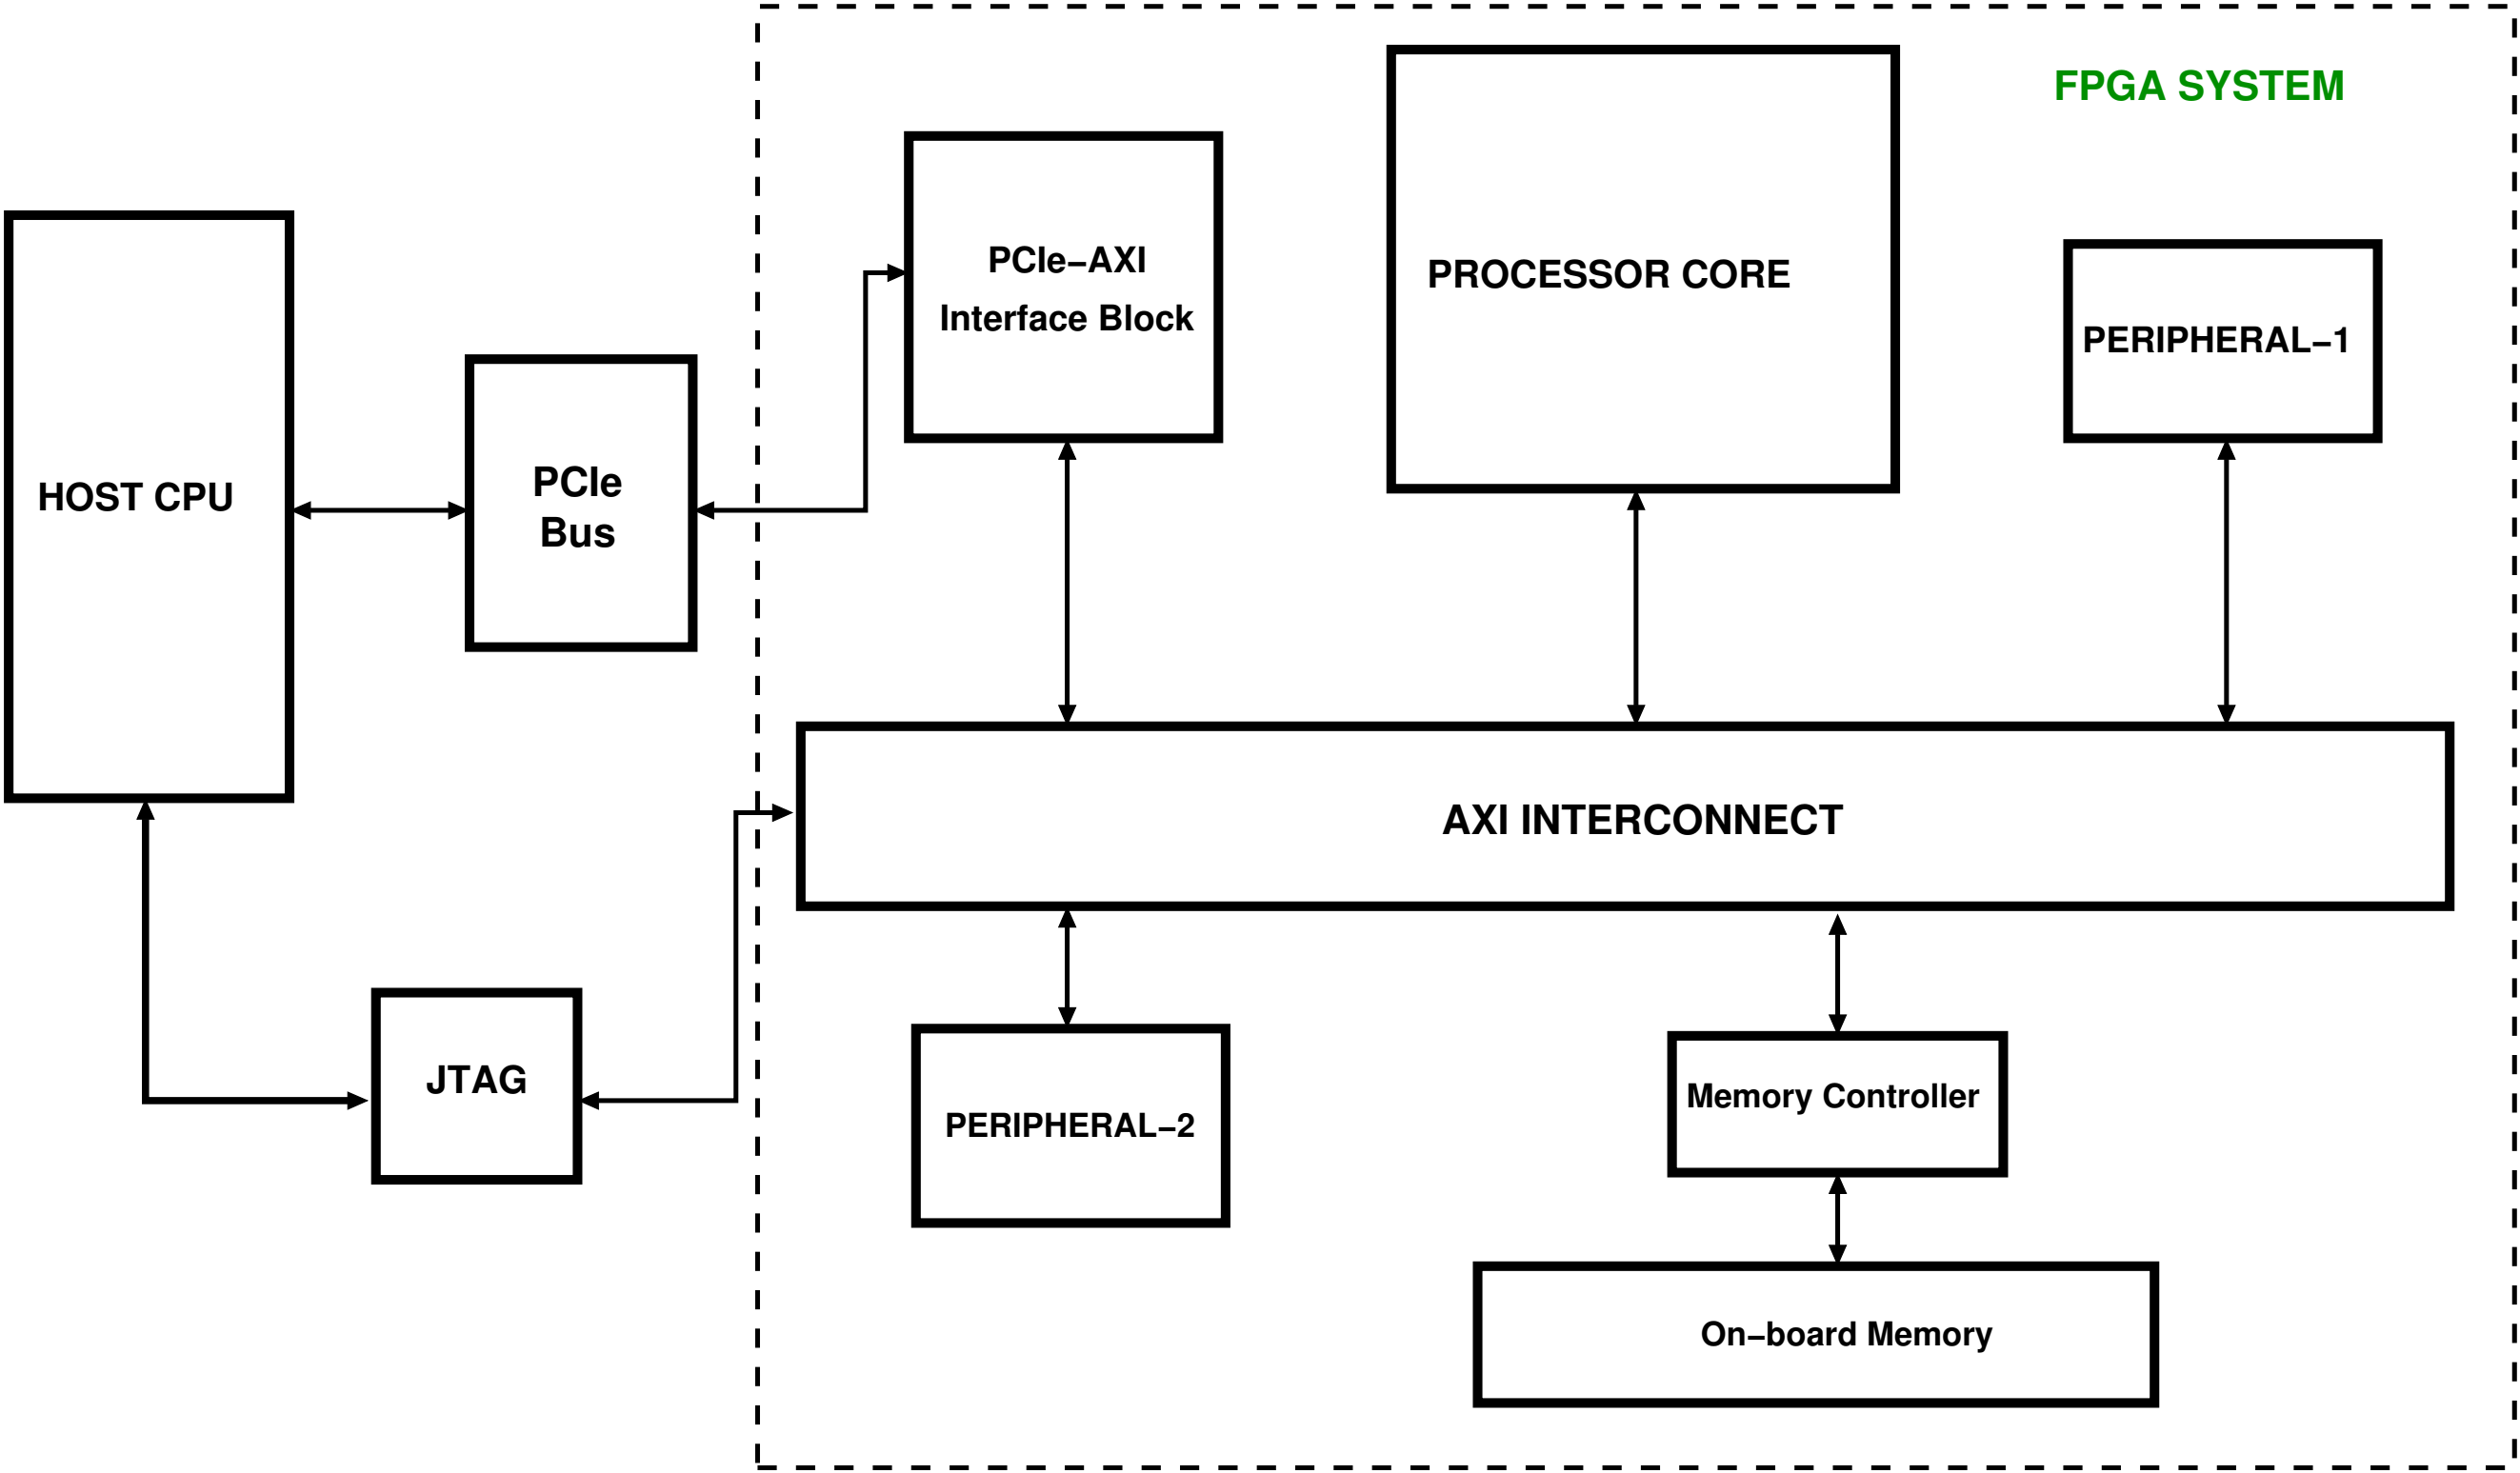 FPGA SYSTEM
PCIe–AXI
Interface Block
PROCESSOR CORE
PERIPHERAL–1
HOST CPU
PCIe
Bus
AXI INTERCONNECT
JTAG
PERIPHERAL–2
Memory Controller
On–board Memory